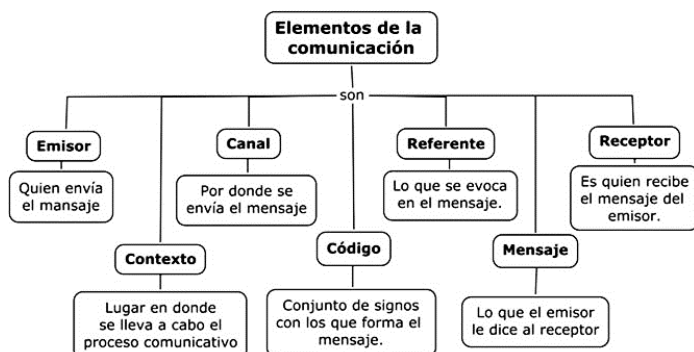 Elementos de la
comunicación
son
Emisor
Quien envía
el mansaje
Canal
Por donde se
envía el mensaje
Referente
Lo que se evoca
en el mensaje.
Receptor
Es quien recibe
el mensaje del
emisor.
Contexto
Lugar en donde
se lleva a cabo el
proceso comunicativo
Código
Conjunto de signos
con los que forma el
mensaje.
Mensaje
Lo que el emisor
le dice al receptor